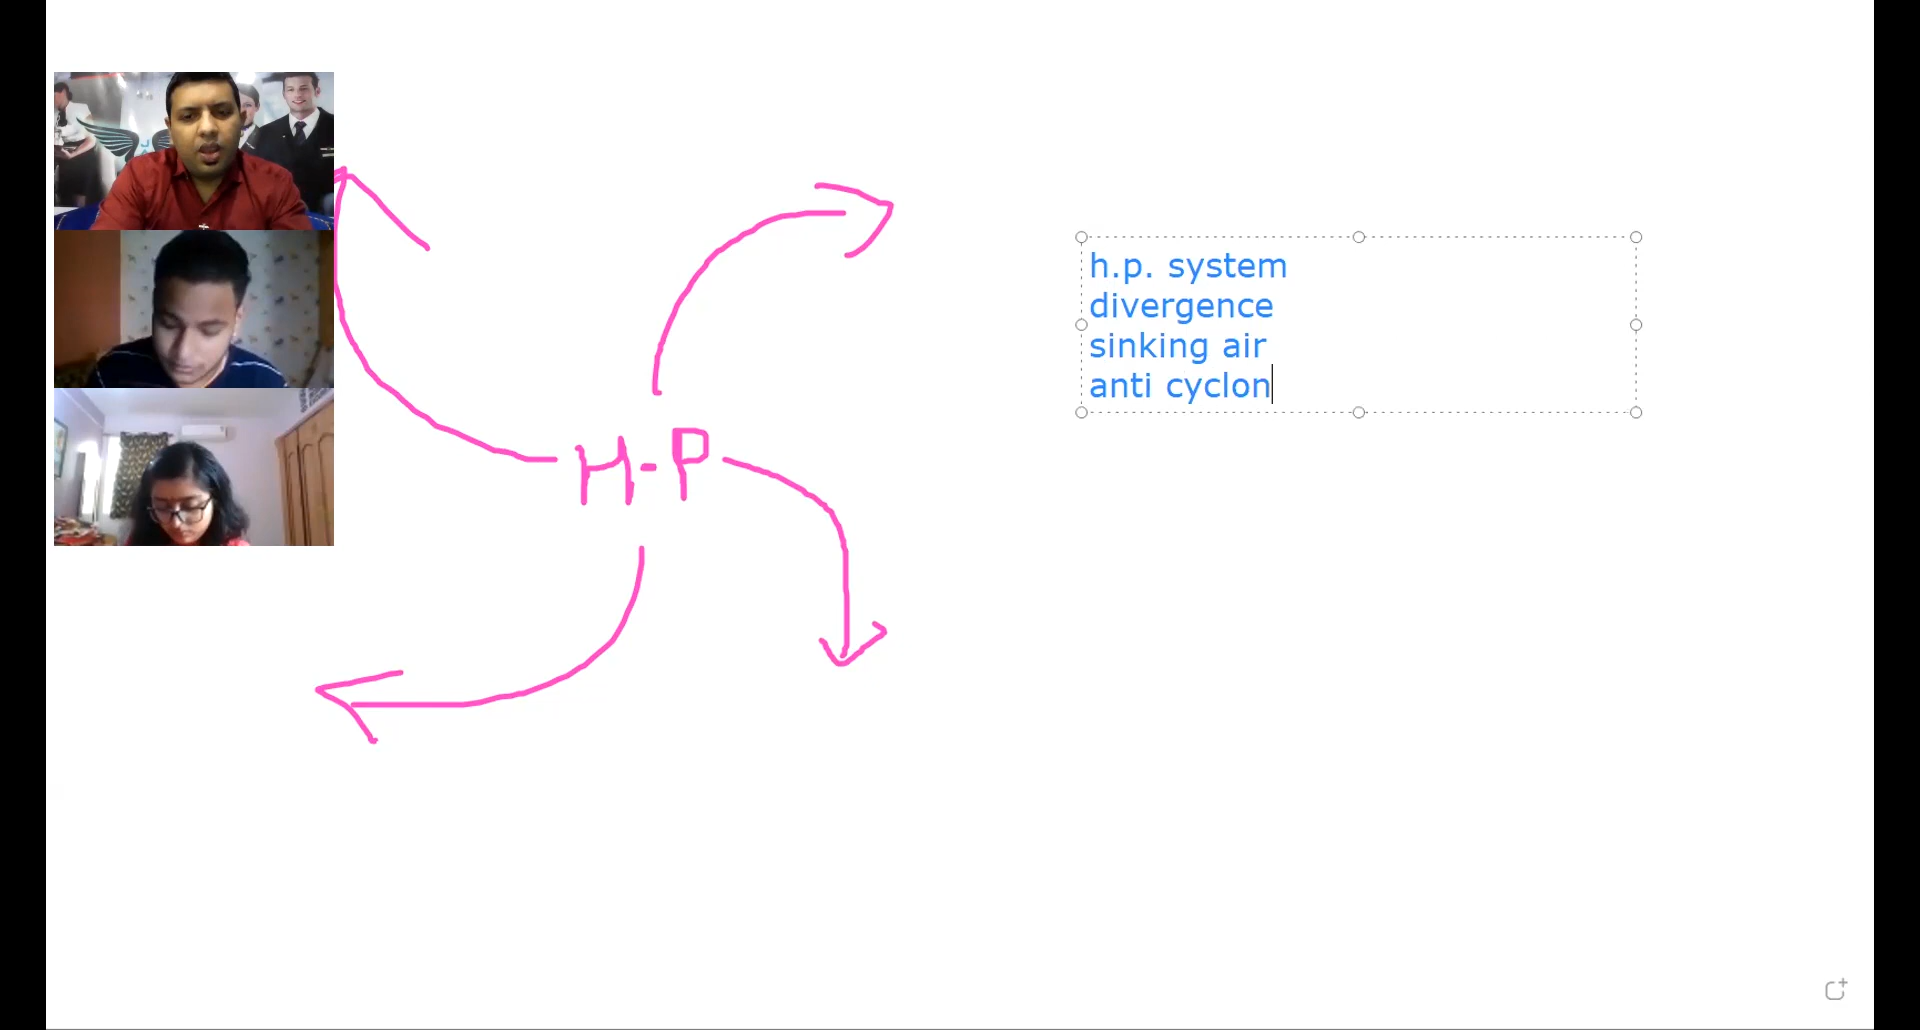 H-P
h.p. system
divergence
sinking air
anti cyclon